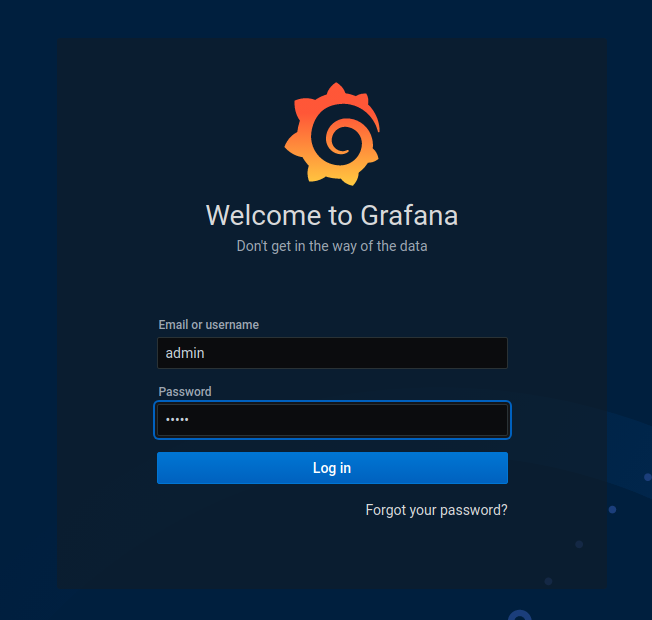 Welcome to Grafana
Don't get in the way of the data
Email or username
admin
Password
•••••
Log in
Forgot your password?